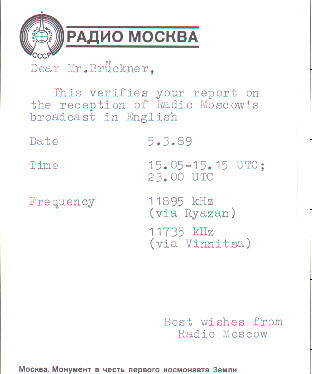 СССР
РАДИО МОСКВА
Dear Mr.Brückner,
This verifies your report on
the reception of Radio Moscow's
broadcast in English
Date 5.3.89
Time 15.05-15.15 UTC;
23.00 UTC
Frequency 11895 kHz
(via Ryazan)
11735 kHz
(via Vinnitsa)
Best wishes from
Radio Moscow
Москва. Монумент в честь первого космонавта Земли